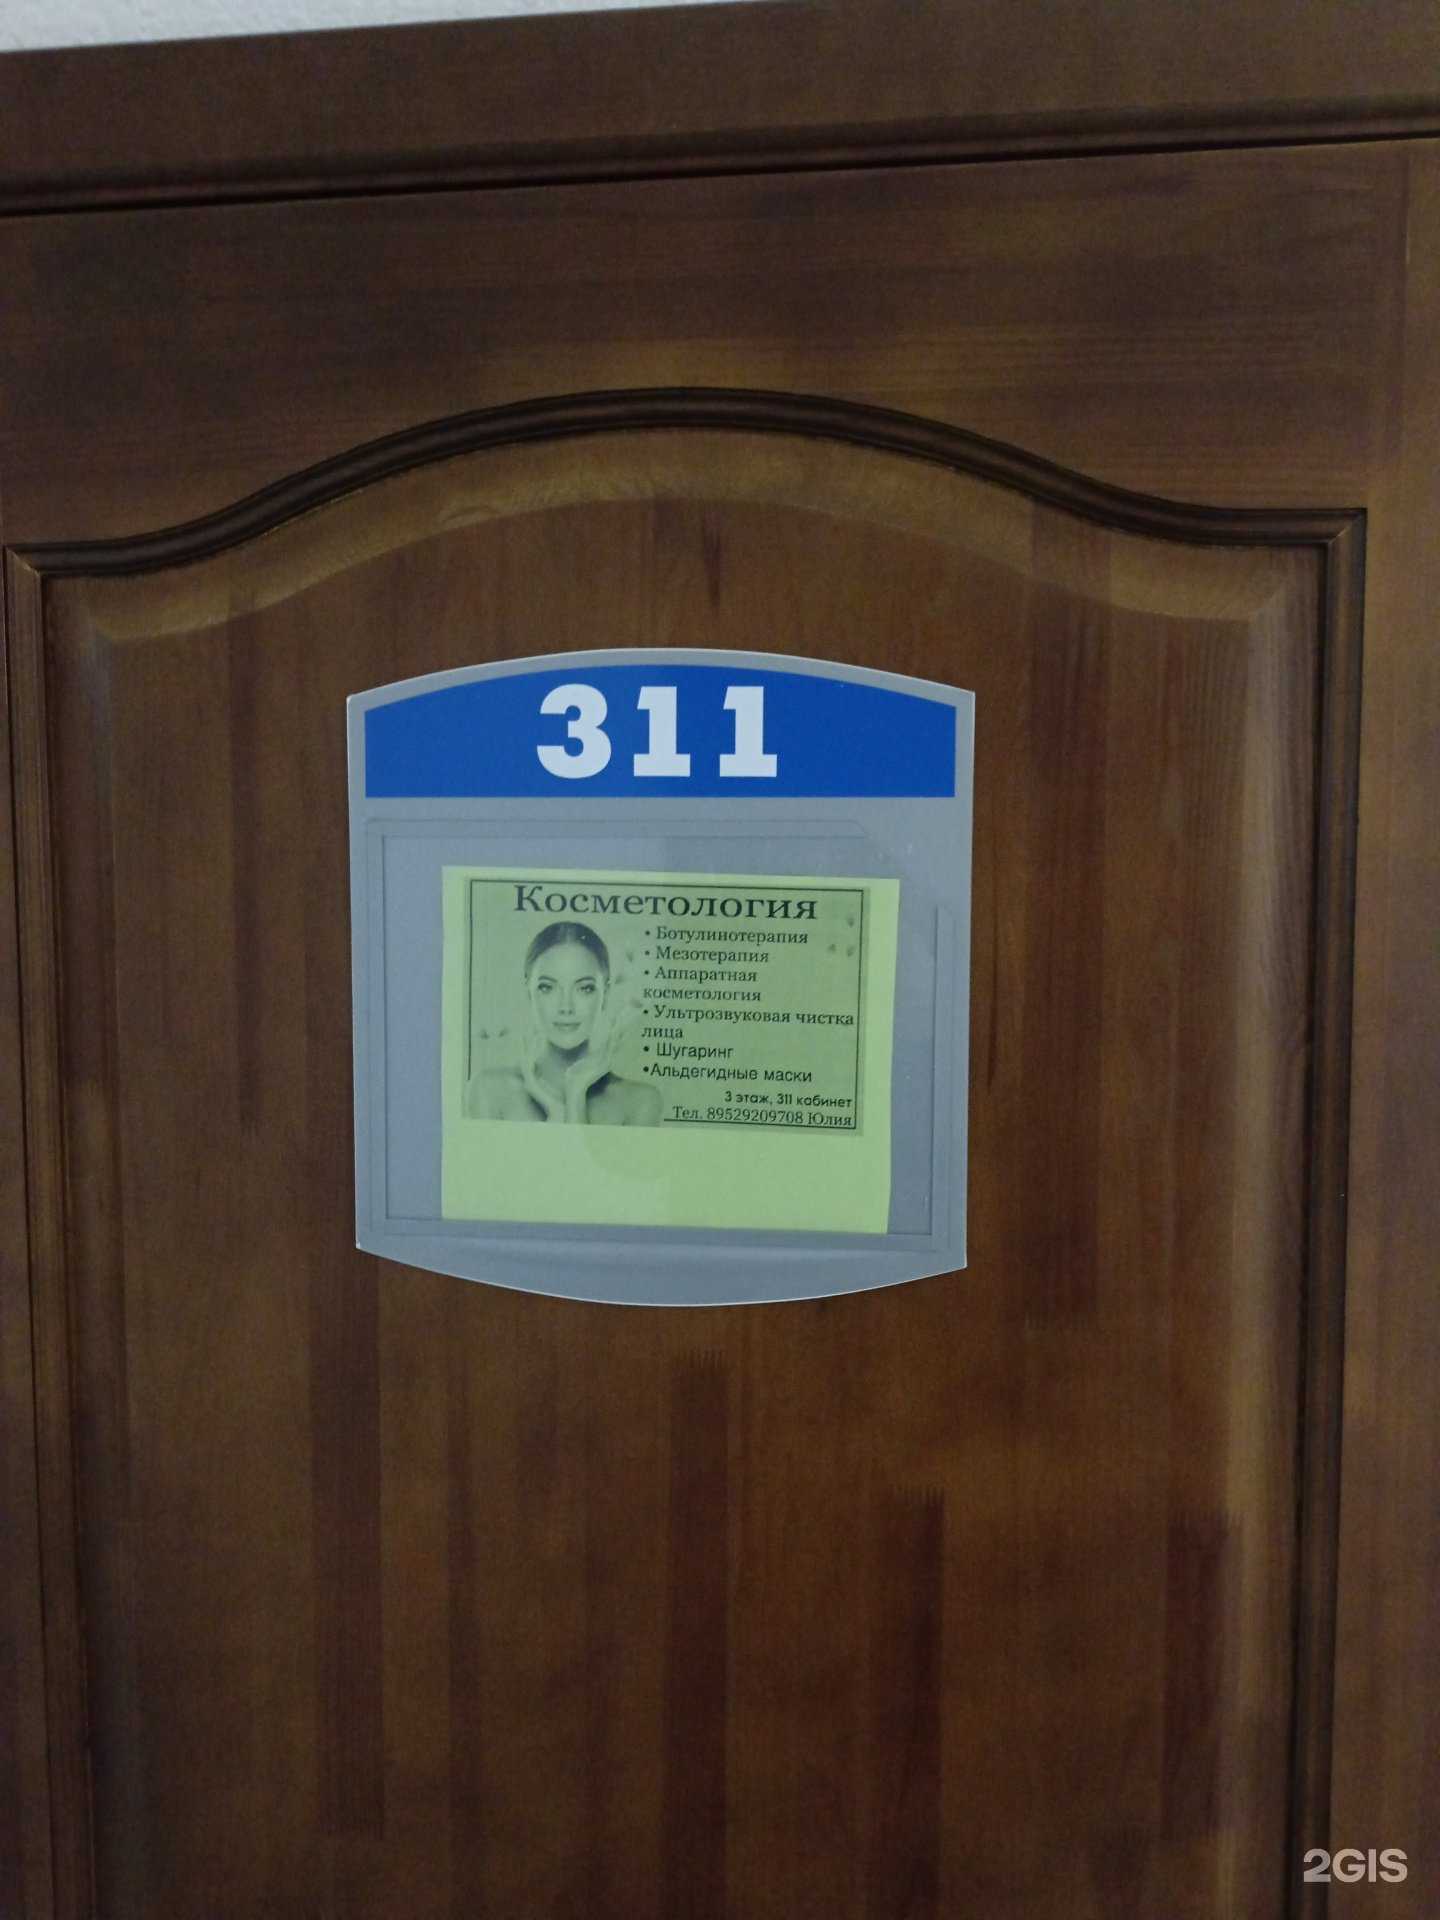 311
Косметология
• Ботулинотерапия
• Мезотерапия
• Аппаратная
косметология
• Ультрозвуковая чистка
лица
• Шугаринг
•Альдегидные маски
3 этаж, 311 кабинет
Тел. 89529209708 Юлия
2GIS